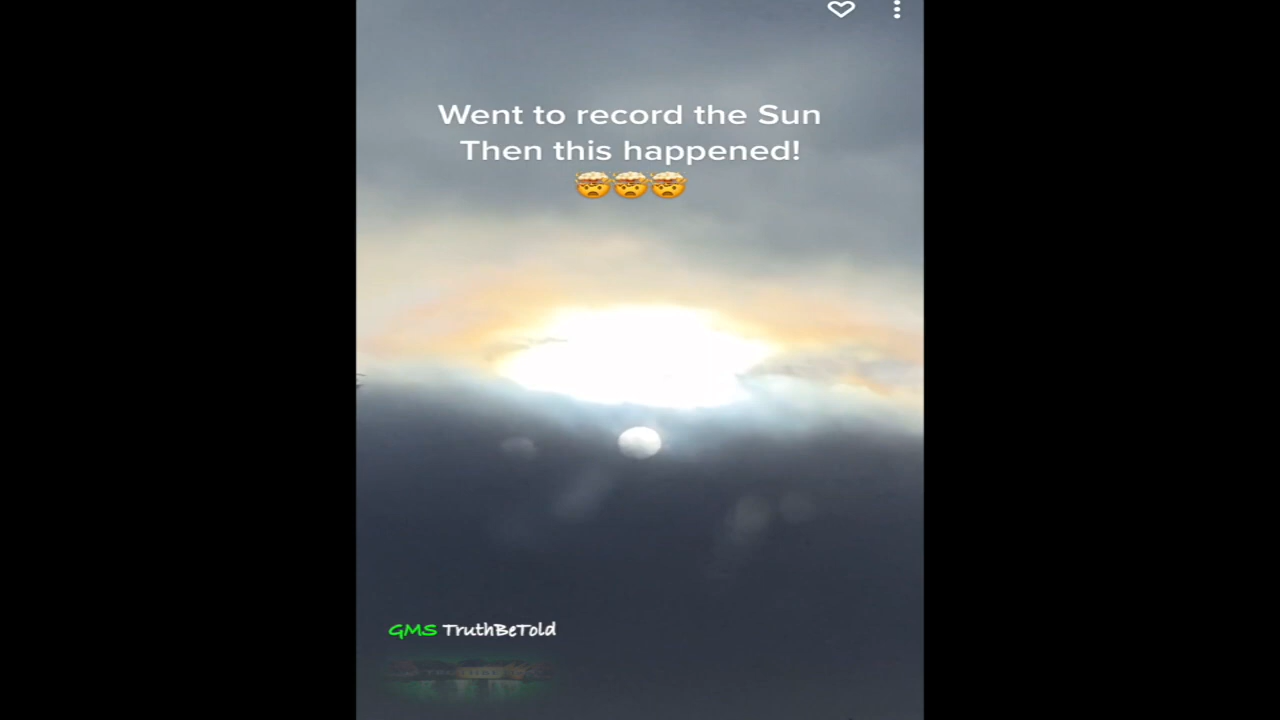 Went to record the Sun
Then this happened!
🤯🤯🤯
GMS TruthBeTold